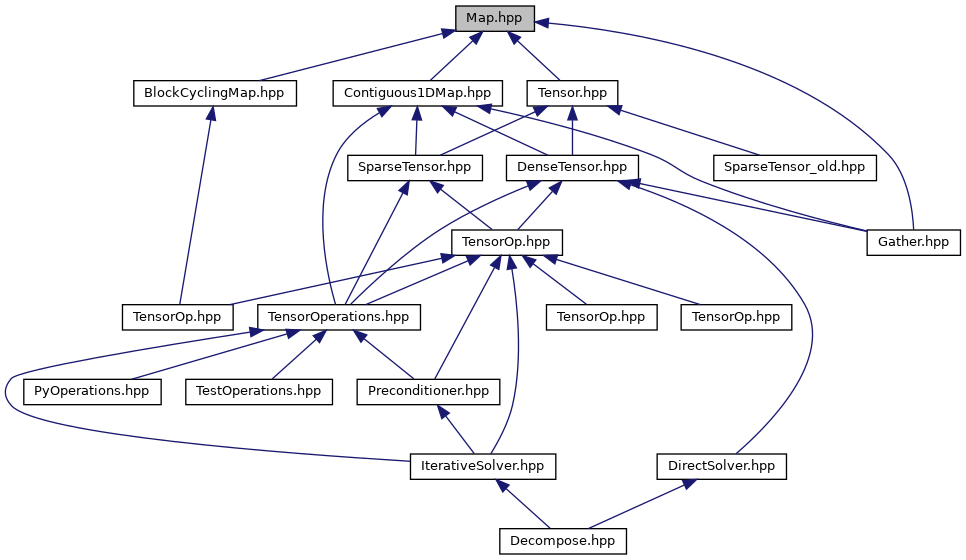 Map.hpp
BlockCyclingMap.hpp
Contiguous1DMap.hpp
Tensor.hpp
SparseTensor.hpp
DenseTensor.hpp
SparseTensor_old.hpp
TensorOp.hpp
Gather.hpp
TensorOp.hpp
TensorOperations.hpp
TensorOp.hpp
TensorOp.hpp
PyOperations.hpp
TestOperations.hpp
Preconditioner.hpp
IterativeSolver.hpp
DirectSolver.hpp
Decompose.hpp